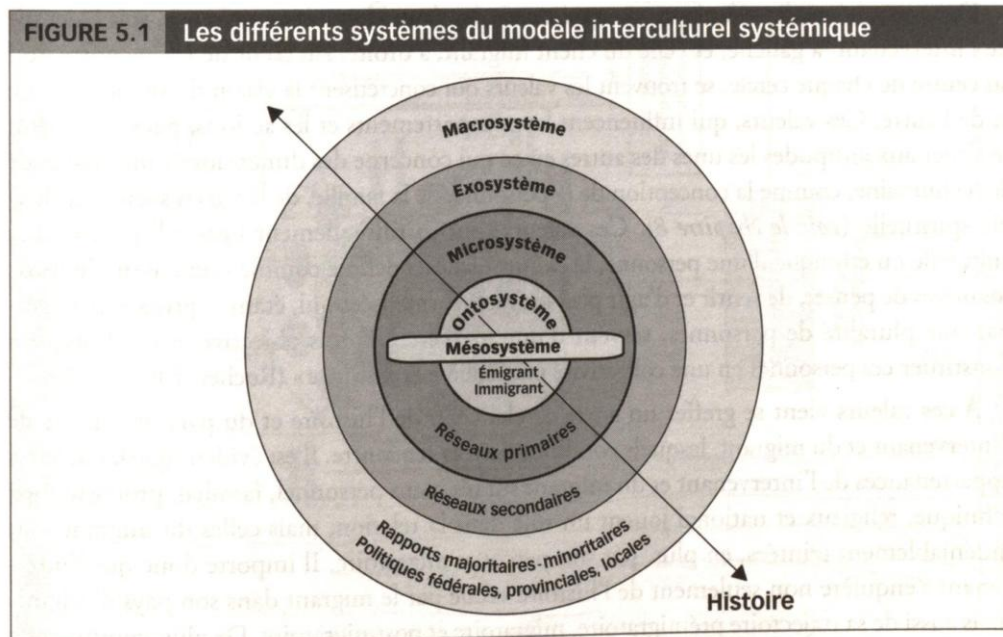 FIGURE 5.1 Les différents systèmes du modèle interculturel systémique
Macrosystème
Exosystème
Microsystème
Ontosystème
Mésosystème
Émigrant
Immigrant
Réseaux primaires
Réseaux secondaires
Rapports majoritaires-minoritaires
Politiques fédérales, provinciales, locales
Histoire